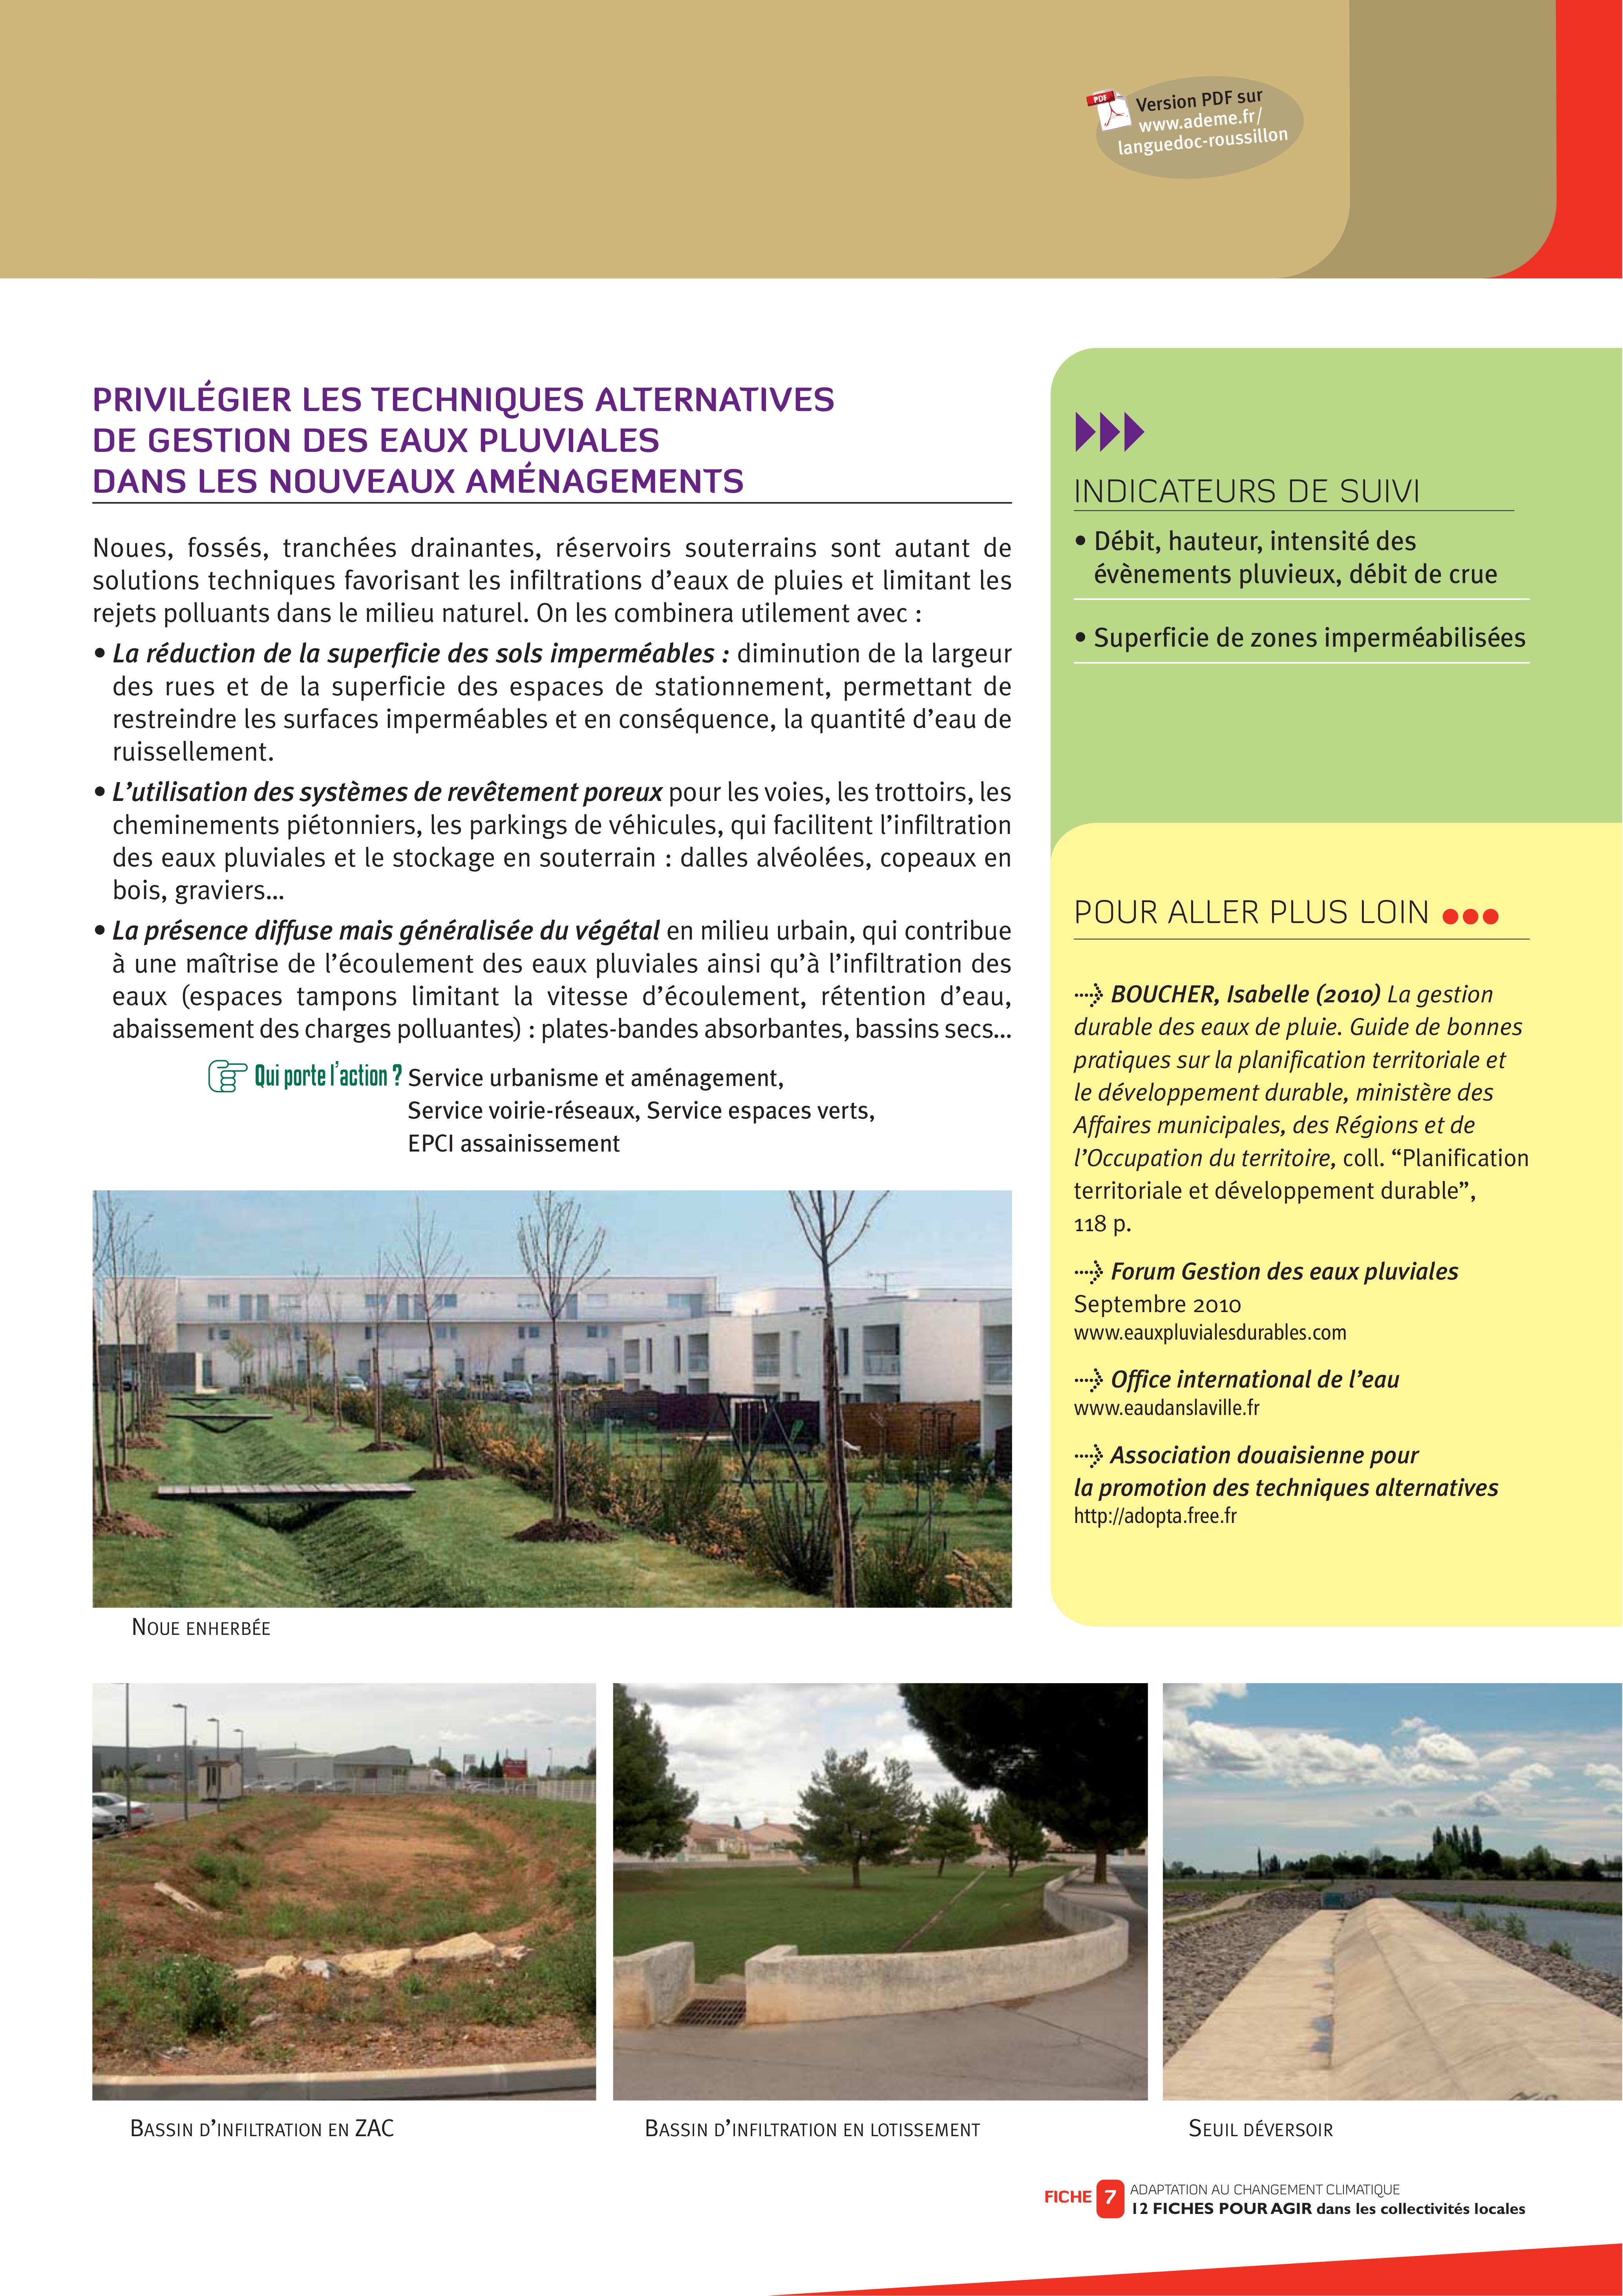 PDF
Version PDF sur
www.ademe.fr/
languedoc-roussillon
PRIVILÉGIER LES TECHNIQUES ALTERNATIVES
DE GESTION DES EAUX PLUVIALES
DANS LES NOUVEAUX AMÉNAGEMENTS
Noues, fossés, tranchées drainantes, réservoirs souterrains sont autant de
solutions techniques favorisant les infiltrations d’eaux de pluies et limitant les
rejets polluants dans le milieu naturel. On les combinera utilement avec :
• La réduction de la superficie des sols imperméables : diminution de la largeur
des rues et de la superficie des espaces de stationnement, permettant de
restreindre les surfaces imperméables et en conséquence, la quantité d’eau de
ruissellement.
• L’utilisation des systèmes de revêtement poreux pour les voies, les trottoirs, les
cheminements piétonniers, les parkings de véhicules, qui facilitent l’infiltration
des eaux pluviales et le stockage en souterrain : dalles alvéolées, copeaux en
bois, graviers…
• La présence diffuse mais généralisée du végétal en milieu urbain, qui contribue
à une maîtrise de l’écoulement des eaux pluviales ainsi qu’à l’infiltration des
eaux (espaces tampons limitant la vitesse d’écoulement, rétention d’eau,
abaissement des charges polluantes) : plates-bandes absorbantes, bassins secs…
Qui porte l’action ? Service urbanisme et aménagement,
Service voirie-réseaux, Service espaces verts,
EPCI assainissement
NOUE ENHERBÉE
INDICATEURS DE SUIVI
• Débit, hauteur, intensité des
évènements pluvieux, débit de crue
• Superficie de zones imperméabilisées
POUR ALLER PLUS LOIN
BOUCHER, Isabelle (2010) La gestion
durable des eaux de pluie. Guide de bonnes
pratiques sur la planification territoriale et
le développement durable, ministère des
Affaires municipales, des Régions et de
l’Occupation du territoire, coll. “Planification
territoriale et développement durable”,
118 p.
Forum Gestion des eaux pluviales
Septembre 2010
www.eauxpluvialesdurables.com
Office international de l’eau
www.eaudanslaville.fr
Association douaisienne pour
la promotion des techniques alternatives
http://adopta.free.fr
BASSIN D’INFILTRATION EN ZAC
BASSIN D’INFILTRATION EN LOTISSEMENT
SEUIL DÉVERSOIR
FICHE 7 ADAPTATION AU CHANGEMENT CLIMATIQUE
12 FICHES POUR AGIR dans les collectivités locales